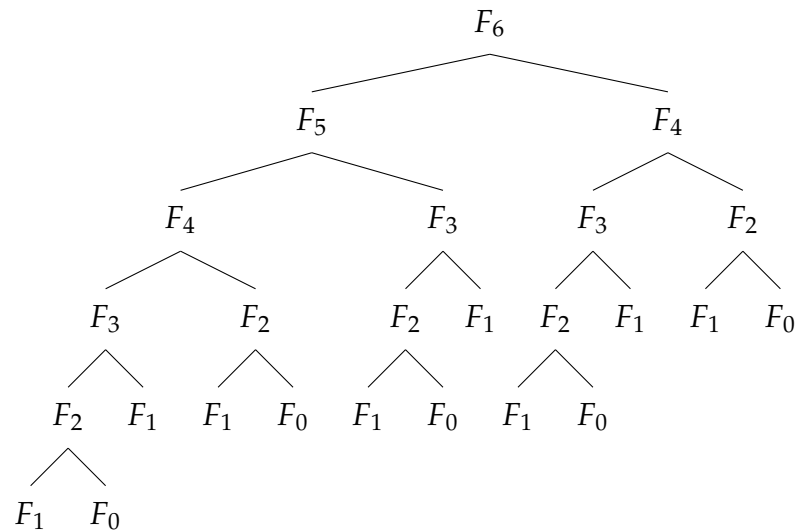 F₆
F₅ F₄
F₄ F₃ F₃ F₂
F₃ F₂ F₂ F₁ F₂ F₁ F₁ F₀
F₂ F₁ F₁ F₀ F₁ F₀ F₁ F₀
F₁ F₀